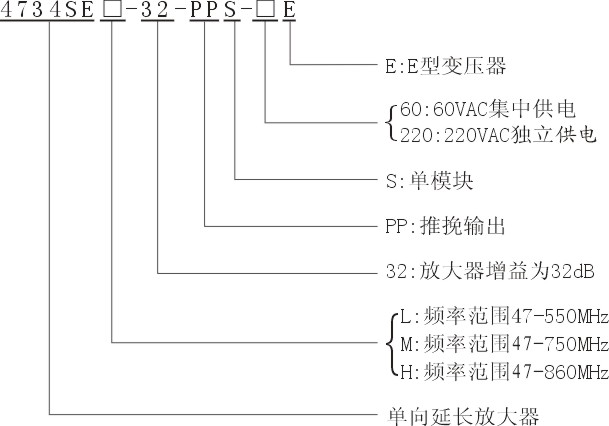 4734SE□-32-PPS-□E
E:E型变压器
60:60VAC集中供电
220:220VAC独立供电
S:单模块
PP:推挽输出
32:放大器增益为32dB
L:频率范围47-550MHz
M:频率范围47-750MHz
H:频率范围47-860MHz
单向延长放大器